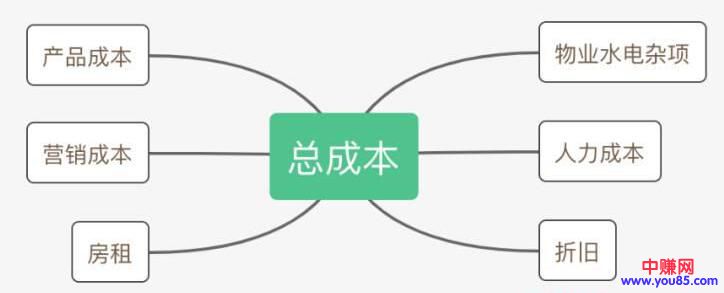 产品成本
营销成本
房租
总成本
物业水电杂项
人力成本
折旧
中赚网
www.you85.com